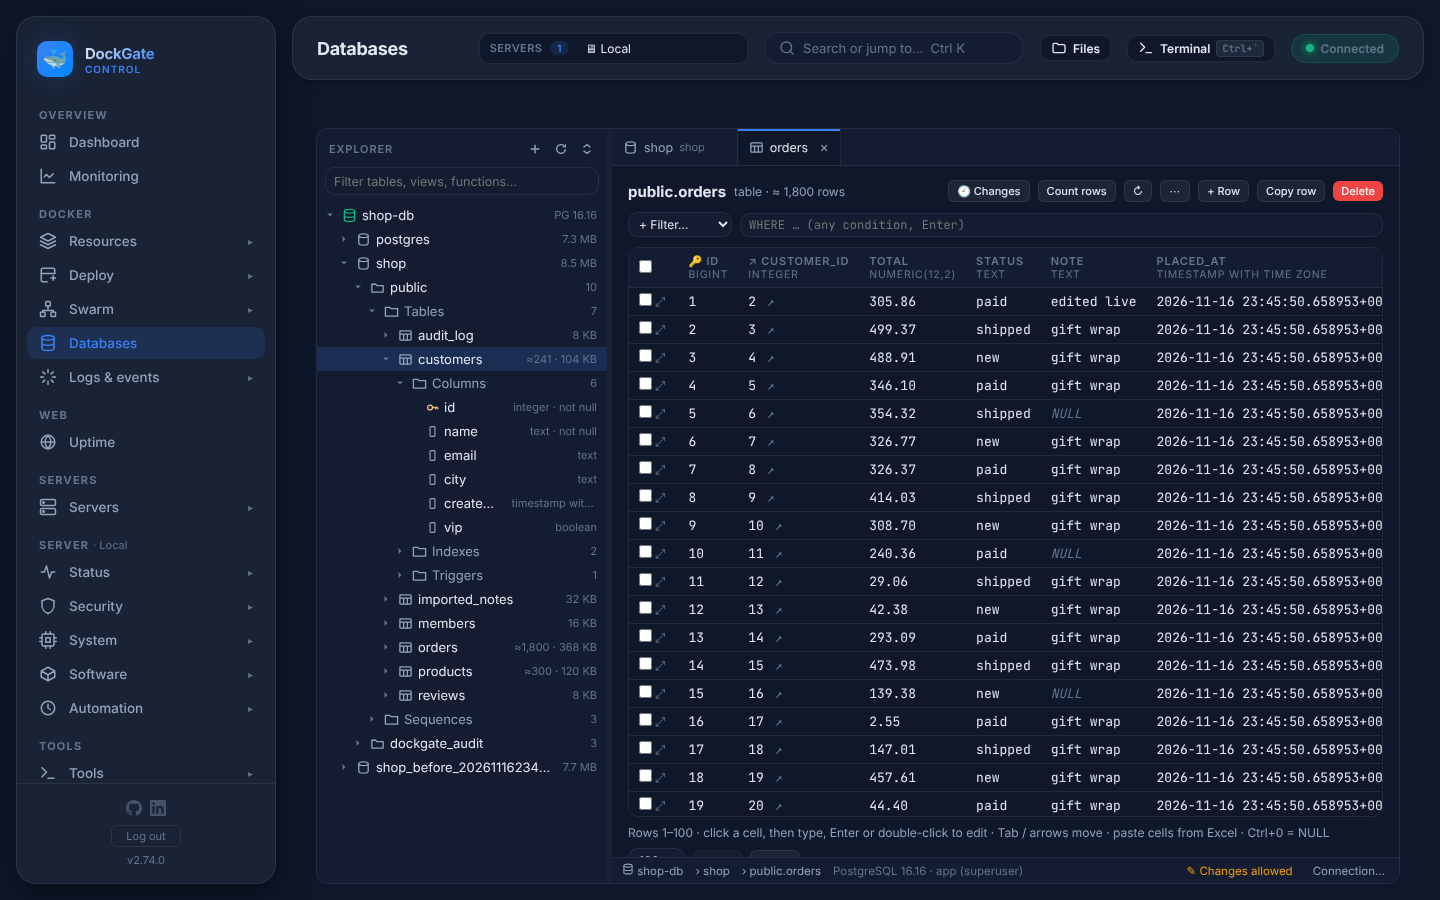 DockGate
CONTROL
OVERVIEW
Dashboard
Monitoring
DOCKER
Resources
Deploy
Swarm
Databases
Logs & events
WEB
Uptime
SERVERS
Servers
SERVER · Local
Status
Security
System
Software
Automation
TOOLS
Tools
Log out
v2.74.0
Databases
SERVERS 1 Local
Search or jump to... Ctrl K
Files
Terminal Ctrl+`
Connected
EXPLORER
Filter tables, views, functions...
shop-db PG 16.16
postgres 7.3 MB
shop 8.5 MB
public 10
Tables 7
audit_log 8 KB
customers ≈241 · 104 KB
Columns 6
id integer · not null
name text · not null
email text
city text
create... timestamp wit...
vip boolean
Indexes 2
Triggers 1
imported_notes 32 KB
members 16 KB
orders ≈1,800 · 368 KB
products ≈300 · 120 KB
reviews 8 KB
Sequences 3
dockgate_audit 3
shop_before_20261116234... 7.7 MB
shop shop
orders ×
public.orders table · ≈ 1,800 rows
Changes Count rows ↻ ··· + Row Copy row Delete
+ Filter... WHERE … (any condition, Enter)
ID ↗ CUSTOMER_ID TOTAL STATUS NOTE PLACED_AT
BIGINT INTEGER NUMERIC(12,2) TEXT TEXT TIMESTAMP WITH TIME ZONE
1 2 ↗ 305.86 paid edited live 2026-11-16 23:45:50.658953+00
2 3 ↗ 499.37 shipped gift wrap 2026-11-16 23:45:50.658953+00
3 4 ↗ 488.91 new gift wrap 2026-11-16 23:45:50.658953+00
4 5 ↗ 346.10 paid gift wrap 2026-11-16 23:45:50.658953+00
5 6 ↗ 354.32 shipped NULL 2026-11-16 23:45:50.658953+00
6 7 ↗ 326.77 new gift wrap 2026-11-16 23:45:50.658953+00
7 8 ↗ 326.37 paid gift wrap 2026-11-16 23:45:50.658953+00
8 9 ↗ 414.03 shipped gift wrap 2026-11-16 23:45:50.658953+00
9 10 ↗ 308.70 new gift wrap 2026-11-16 23:45:50.658953+00
10 11 ↗ 240.36 paid NULL 2026-11-16 23:45:50.658953+00
11 12 ↗ 29.06 shipped gift wrap 2026-11-16 23:45:50.658953+00
12 13 ↗ 42.38 new gift wrap 2026-11-16 23:45:50.658953+00
13 14 ↗ 293.09 paid gift wrap 2026-11-16 23:45:50.658953+00
14 15 ↗ 473.98 shipped gift wrap 2026-11-16 23:45:50.658953+00
15 16 ↗ 139.38 new NULL 2026-11-16 23:45:50.658953+00
16 17 ↗ 2.55 paid gift wrap 2026-11-16 23:45:50.658953+00
17 18 ↗ 147.01 shipped gift wrap 2026-11-16 23:45:50.658953+00
18 19 ↗ 457.61 new gift wrap 2026-11-16 23:45:50.658953+00
19 20 ↗ 44.40 paid gift wrap 2026-11-16 23:45:50.658953+00
Rows 1–100 · click a cell, then type, Enter or double-click to edit · Tab / arrows move · paste cells from Excel · Ctrl+0 = NULL
shop-db › shop › public.orders PostgreSQL 16.16 · app (superuser) ✎ Changes allowed Connection...